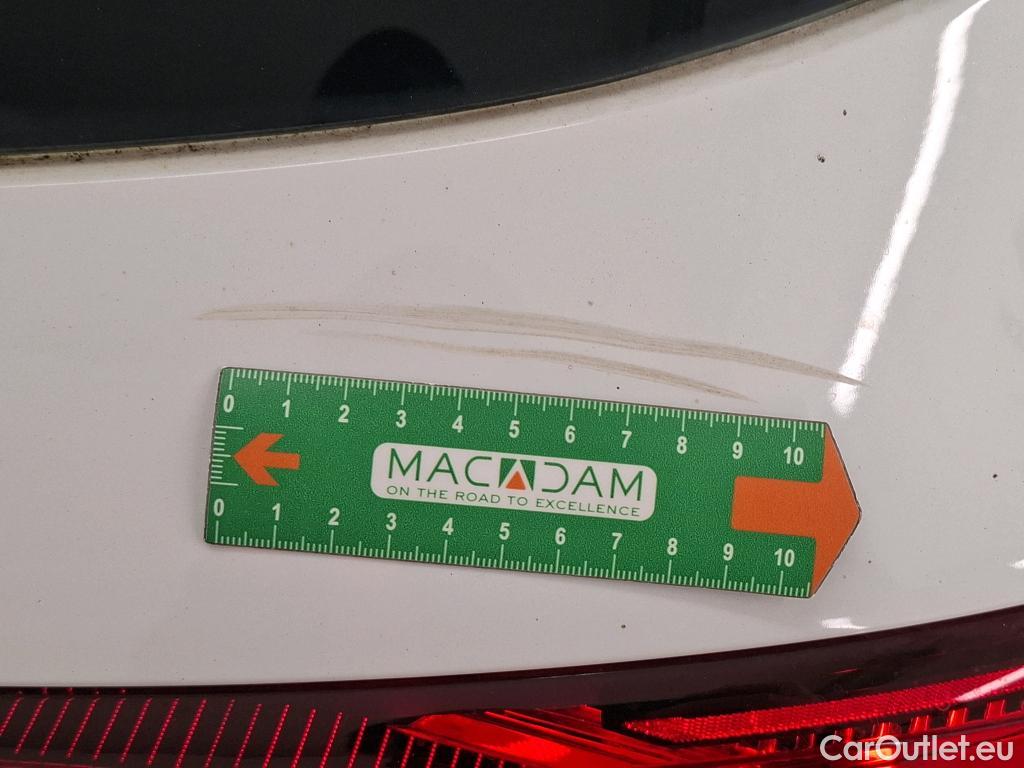 0 1 2 3 4 5 6 7 8 9 10
MACADAM
ON THE ROAD TO EXCELLENCE
0 1 2 3 4 5 6 7 8 9 10
CarOutlet.eu